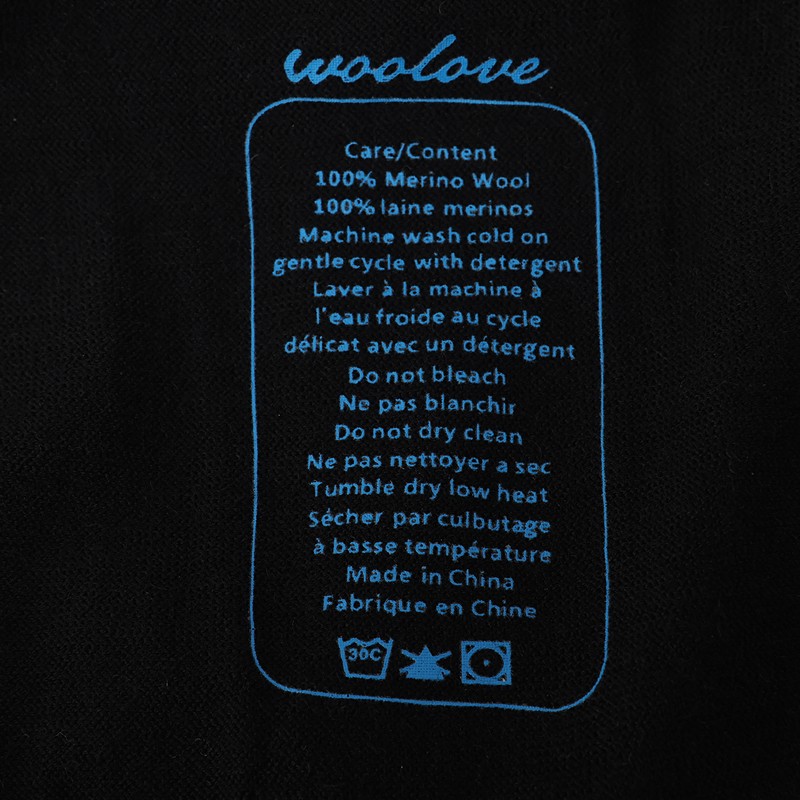 woolove
Care/Content
100% Merino Wool
100% laine merinos
Machine wash cold on
gentle cycle with detergent
Laver à la machine à
l'eau froide au cycle
délicat avec un détergent
Do not bleach
Ne pas blanchir
Do not dry clean
Ne pas nettoyer a sec
Tumble dry low heat
Sécher par culbutage
à basse température
Made in China
Fabrique en Chine
30C